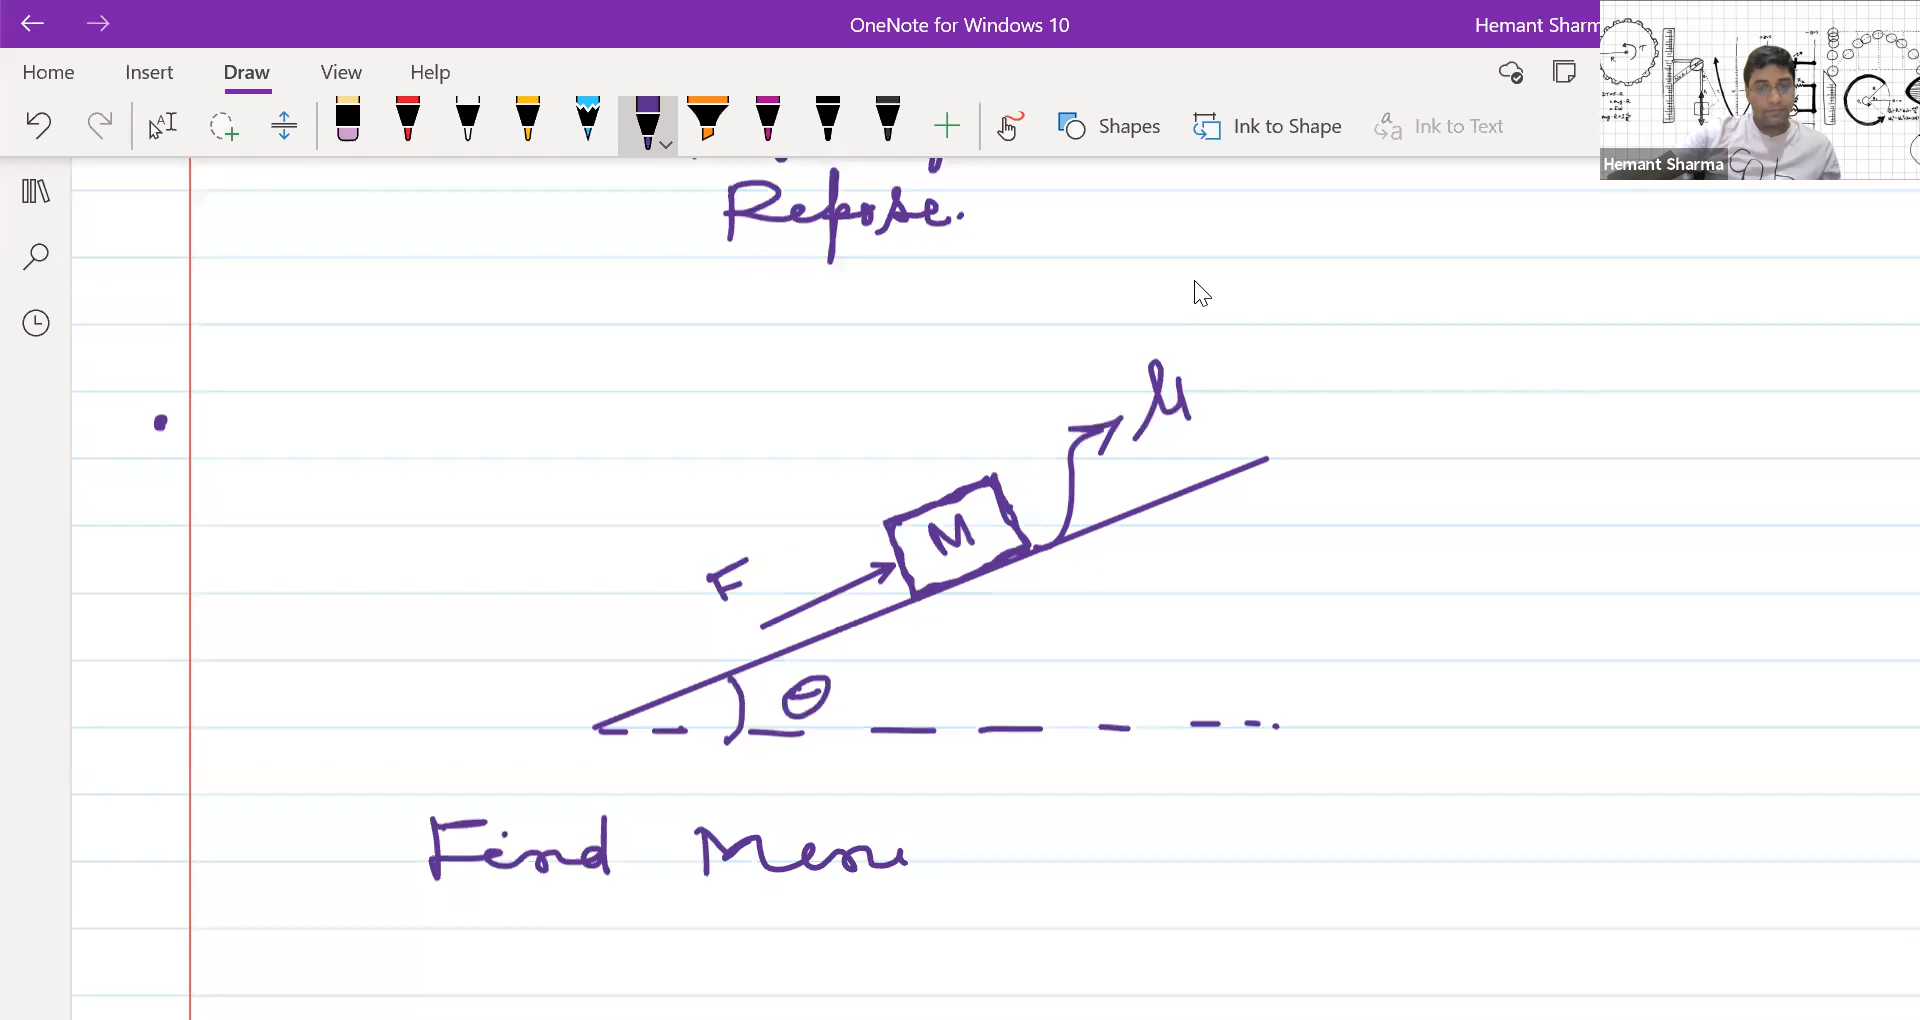 OneNote for Windows 10
Hemant Sharm
Home Insert Draw View Help
Shapes Ink to Shape Ink to Text
Hemant Sharma
Repose.
μ
M
F
θ
Find Menu